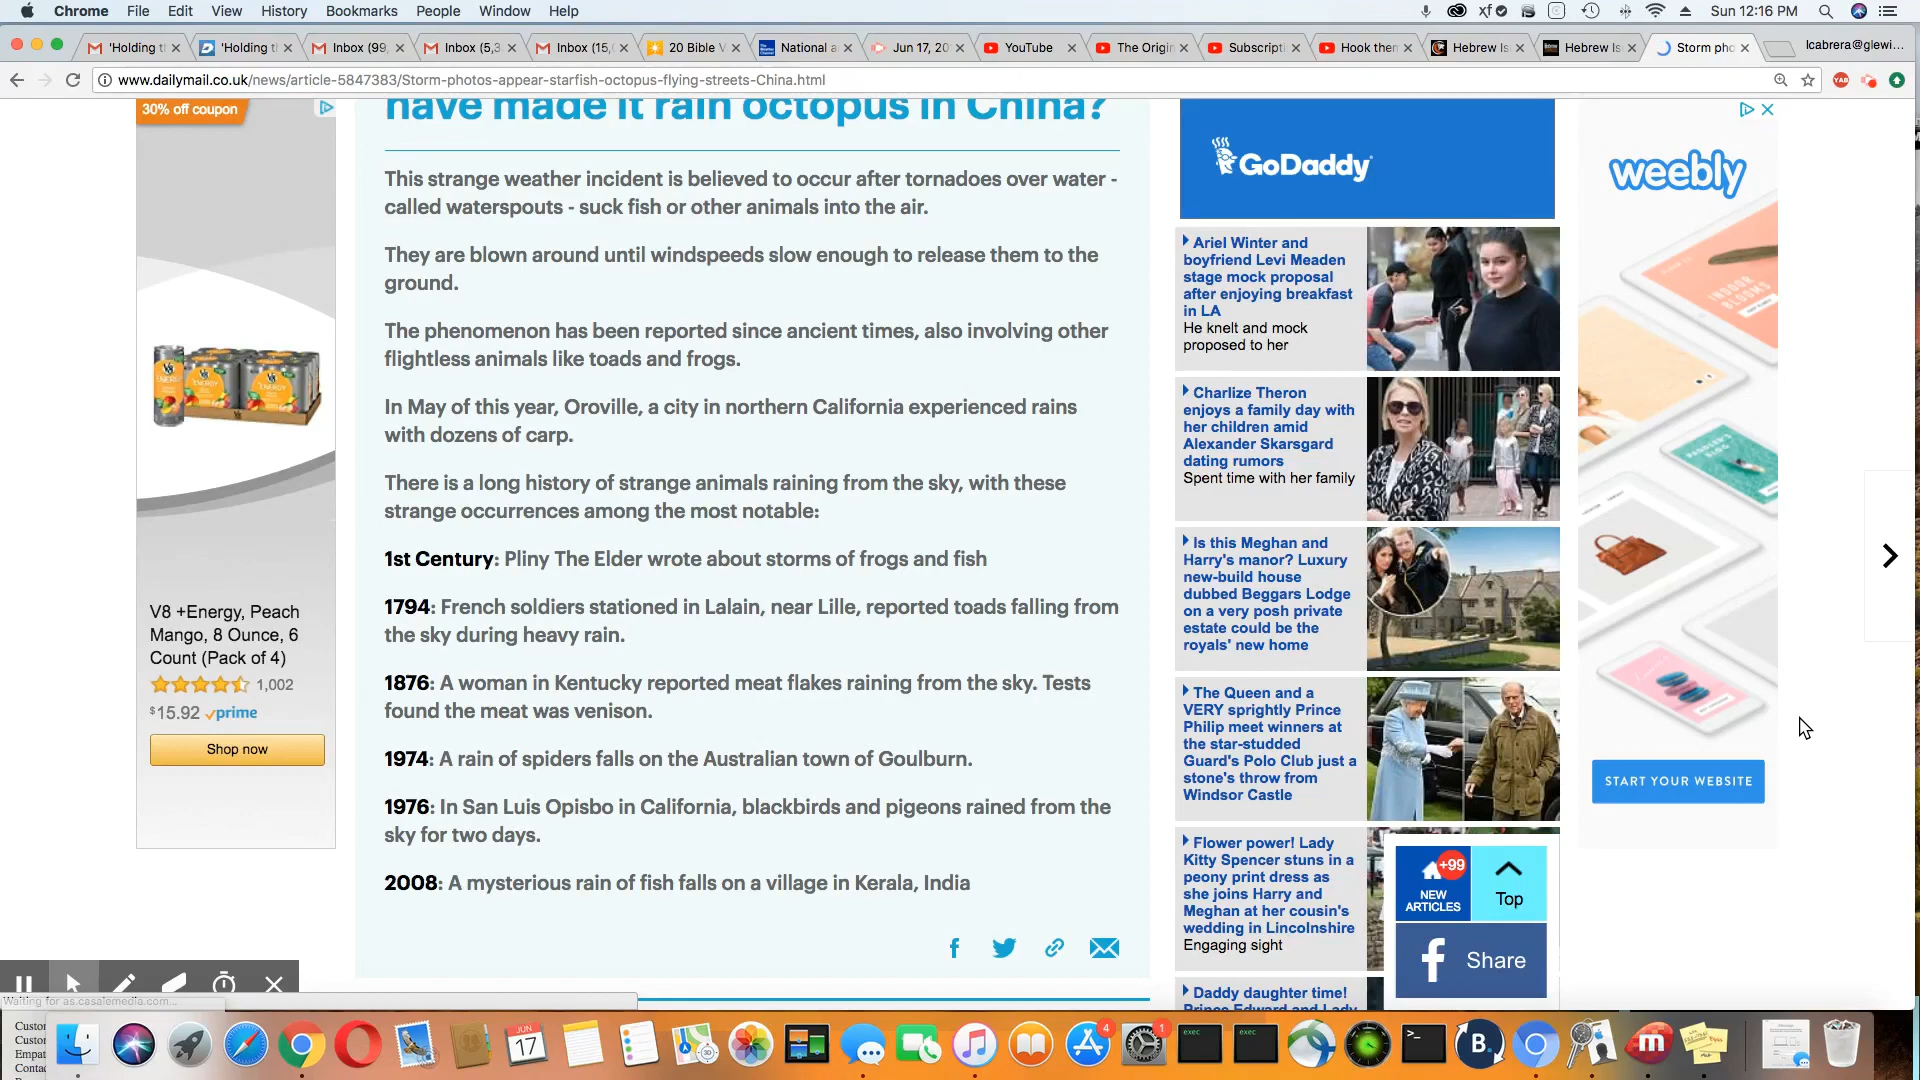 Chrome File Edit View History Bookmarks People Window Help
Sun 12:16 PM
'Holding t
'Holding t
Inbox (99,
Inbox (5,3
Inbox (15,
20 Bible V
National a
Jun 17, 20
YouTube
The Origin
Subscripti
Hook then
Hebrew Is
Hebrew Is
Storm pho
lcabrera@glewi...
www.dailymail.co.uk/news/article-5847383/Storm-photos-appear-starfish-octopus-flying-streets-China.html
30% off coupon
V8 +Energy, Peach
Mango, 8 Ounce, 6
Count (Pack of 4)
1,002
$15.92 prime
Shop now
have made it rain octopus in China?
This strange weather incident is believed to occur after tornadoes over water -
called waterspouts - suck fish or other animals into the air.
They are blown around until windspeeds slow enough to release them to the
ground.
The phenomenon has been reported since ancient times, also involving other
flightless animals like toads and frogs.
In May of this year, Oroville, a city in northern California experienced rains
with dozens of carp.
There is a long history of strange animals raining from the sky, with these
strange occurrences among the most notable:
1st Century: Pliny The Elder wrote about storms of frogs and fish
1794: French soldiers stationed in Lalain, near Lille, reported toads falling from
the sky during heavy rain.
1876: A woman in Kentucky reported meat flakes raining from the sky. Tests
found the meat was venison.
1974: A rain of spiders falls on the Australian town of Goulburn.
1976: In San Luis Opisbo in California, blackbirds and pigeons rained from the
sky for two days.
2008: A mysterious rain of fish falls on a village in Kerala, India
GoDaddy
Ariel Winter and
boyfriend Levi Meaden
stage mock proposal
after enjoying breakfast
in LA
He knelt and mock
proposed to her
Charlize Theron
enjoys a family day with
her children amid
Alexander Skarsgard
dating rumors
Spent time with her family
Is this Meghan and
Harry's manor? Luxury
new-build house
dubbed Beggars Lodge
on a very posh private
estate could be the
royals' new home
The Queen and a
VERY sprightly Prince
Philip meet winners at
the star-studded
Guard's Polo Club just a
stone's throw from
Windsor Castle
Flower power! Lady
Kitty Spencer stuns in a
peony print dress as
she joins Harry and
Meghan at her cousin's
wedding in Lincolnshire
Engaging sight
Daddy daughter time!
Prince Edward and Lady
+99
NEW
ARTICLES
Top
Share
weebly
INDOOR
BLOOMS
START YOUR WEBSITE
Waiting for as.casalemedia.com...
Custor
Custor
Empat
Conta
JUN
17
4
1